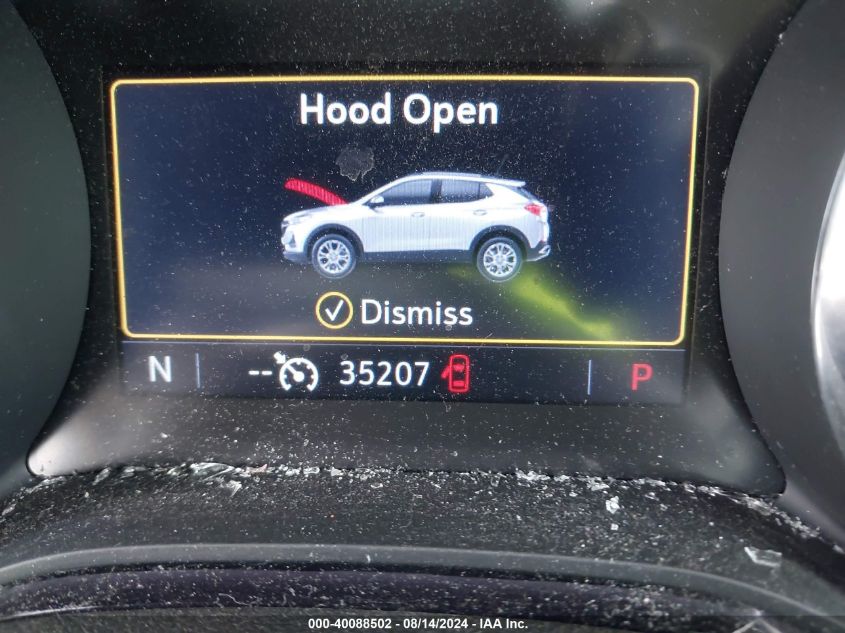 Hood Open
Dismiss
N -- 35207 P
000-40088502 - 08/14/2024 - IAA Inc.